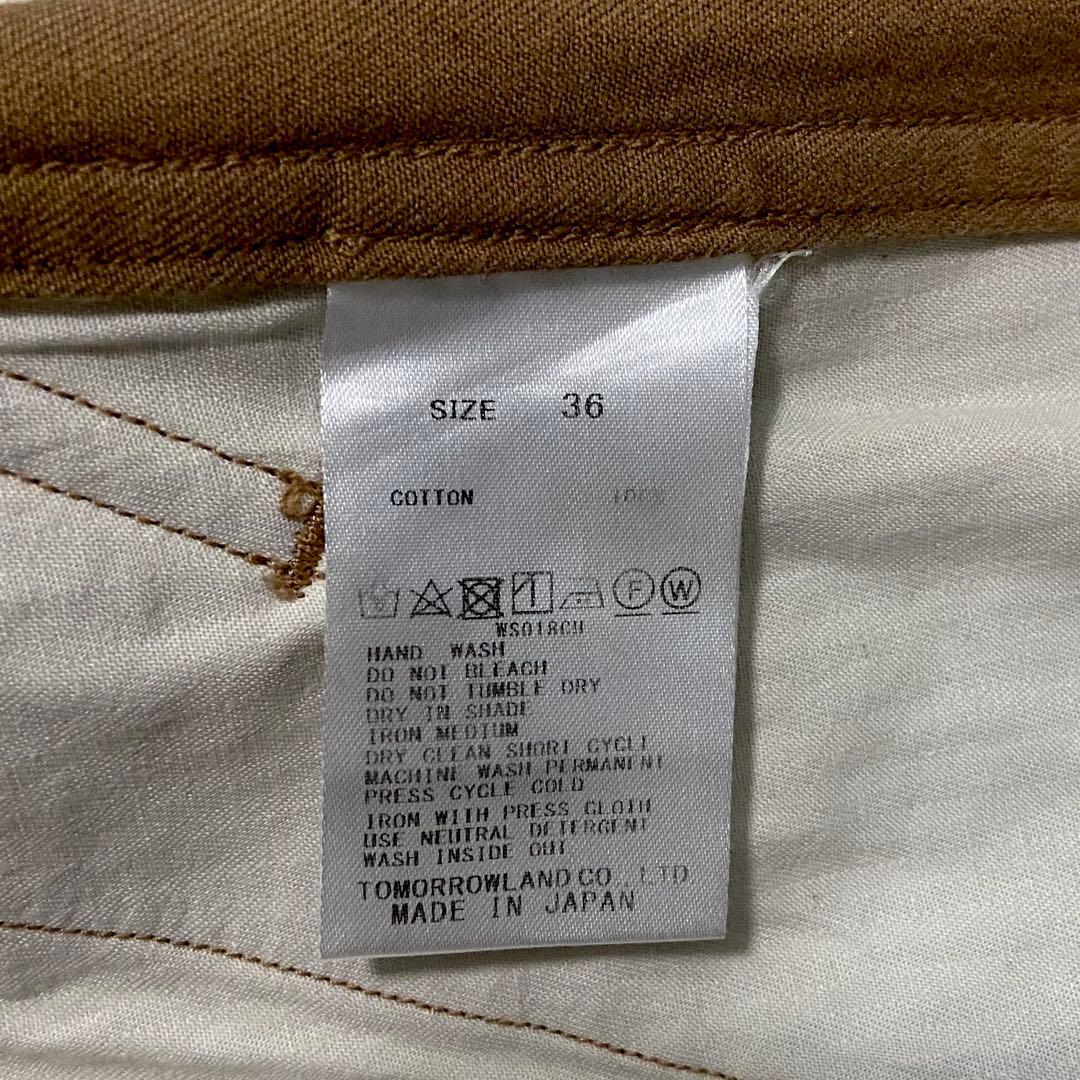 SIZE 36
COTTON 100%
F W
WS018CH
HAND WASH
DO NOT BLEACH
DO NOT TUMBLE DRY
DRY IN SHADE
IRON MEDIUM
DRY CLEAN SHORT CYCLE
MACHINE WASH PERMANENT
PRESS CYCLE COLD
IRON WITH PRESS CLOTH
USE NEUTRAL DETERGENT
WASH INSIDE OUT
TOMORROWLAND CO.,LTD
MADE IN JAPAN